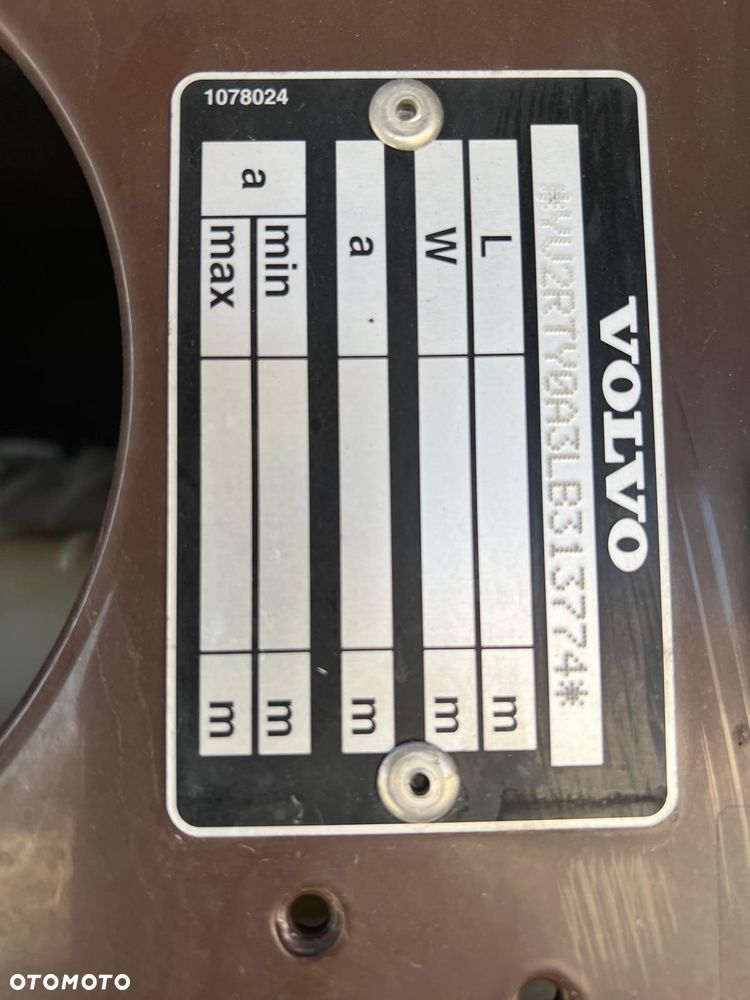 VOLVO
*YV2RTY0A3LB313774*
L m
W m
a m
a min m
max m
1078024
OTOMOTO